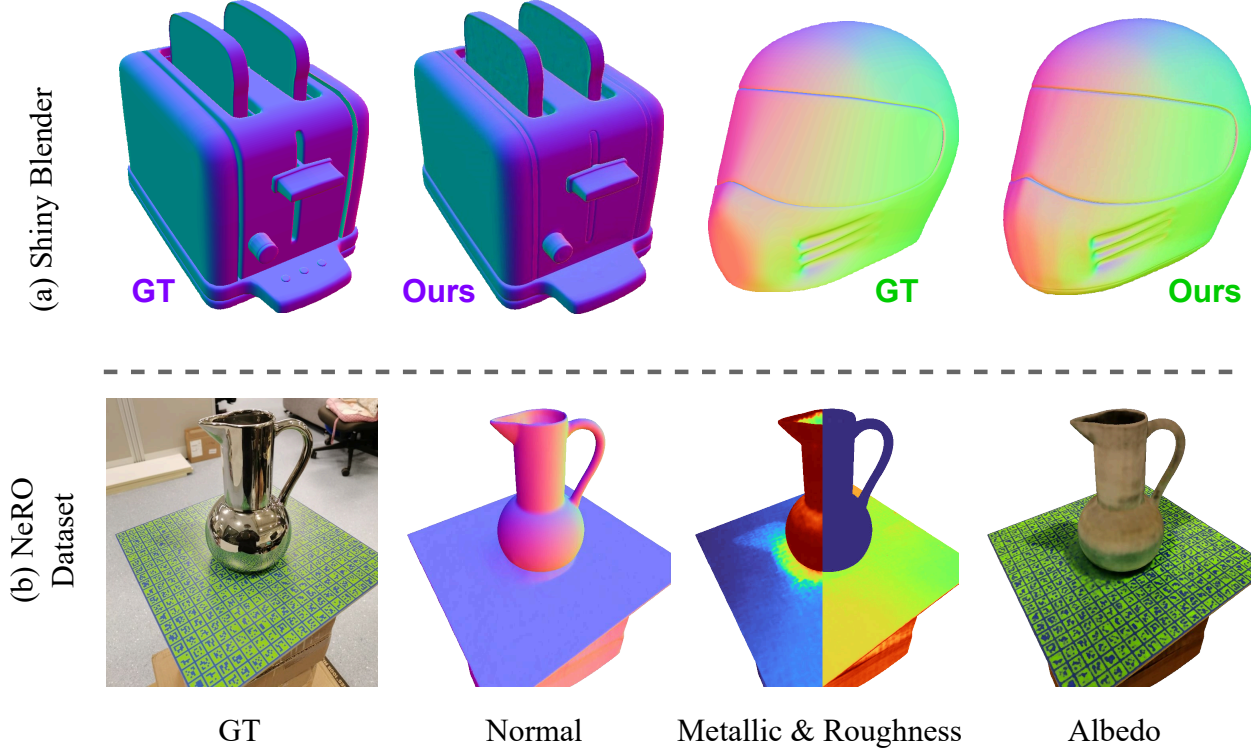 (a) Shiny Blender
GT
Ours
GT
Ours
(b) NeRO
Dataset
GT
Normal
Metallic & Roughness
Albedo